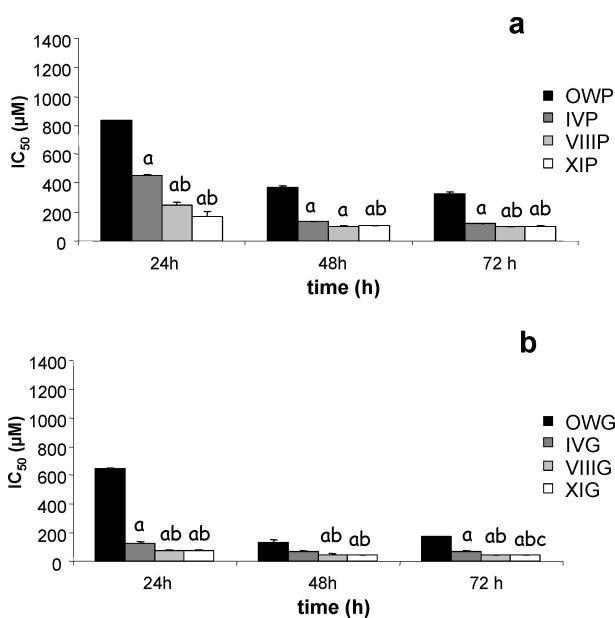 a
1400
1200
1000
800
600
400
200
0
IC50 (µM)
a ab ab
a a ab
a ab ab
OWP
IVP
VIIIP
XIP
24h 48h 72 h
time (h)
b
1400
1200
1000
800
600
400
200
0
IC50 (µM)
a ab ab
ab ab
a ab abc
OWG
IVG
VIIIG
XIG
24h 48h 72 h
time (h)